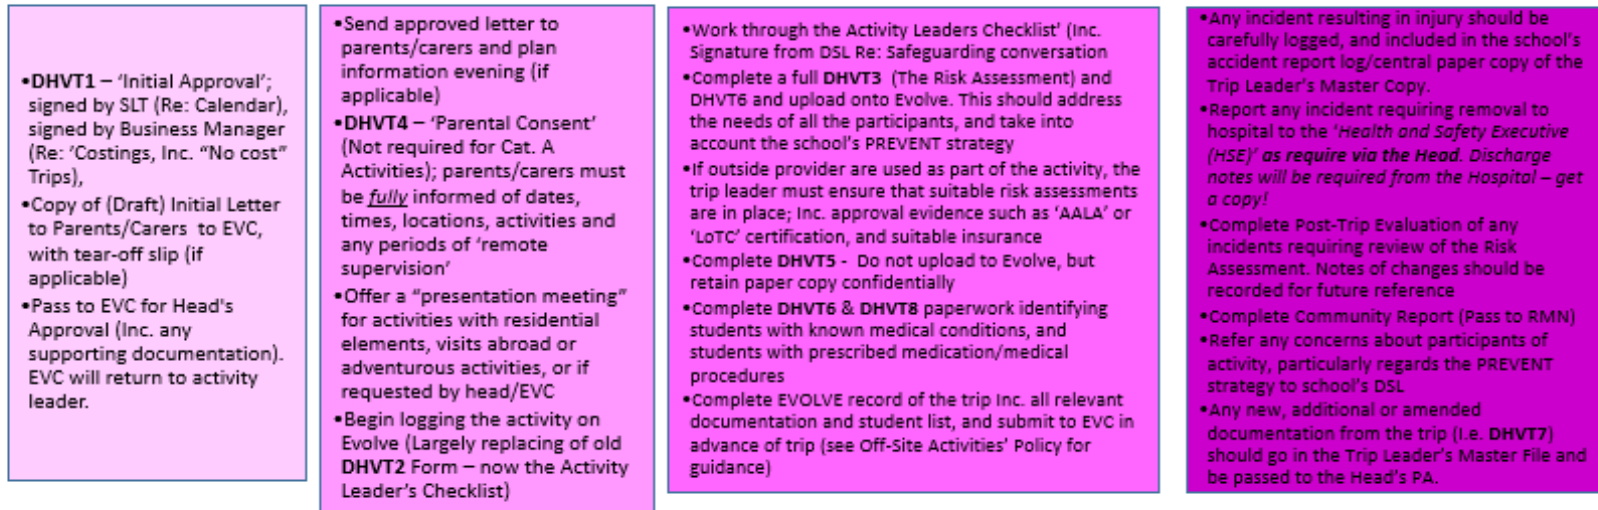 •DHVT1 – ‘Initial Approval’;
signed by SLT (Re: Calendar),
signed by Business Manager
(Re: ‘Costings, Inc. “No cost”
Trips),
•Copy of (Draft) Initial Letter
to Parents/Carers to EVC,
with tear-off slip (if
applicable)
•Pass to EVC for Head's
Approval (Inc. any
supporting documentation).
EVC will return to activity
leader.
•Send approved letter to
parents/carers and plan
information evening (if
applicable)
•DHVT4 – ‘Parental Consent’
(Not required for Cat. A
Activities); parents/carers must
be fully informed of dates,
times, locations, activities and
any periods of ‘remote
supervision’
•Offer a “presentation meeting”
for activities with residential
elements, visits abroad or
adventurous activities, or if
requested by head/EVC
•Begin logging the activity on
Evolve (Largely replacing of old
DHVT2 Form – now the Activity
Leader’s Checklist)
•Work through the Activity Leaders Checklist’ (Inc.
Signature from DSL Re: Safeguarding conversation
•Complete a full DHVT3 (The Risk Assessment) and
DHVT6 and upload onto Evolve. This should address
the needs of all the participants, and take into
account the school’s PREVENT strategy
•If outside provider are used as part of the activity, the
trip leader must ensure that suitable risk assessments
are in place; Inc. approval evidence such as ‘AALA’ or
‘LoTC’ certification, and suitable insurance
•Complete DHVT5 - Do not upload to Evolve, but
retain paper copy confidentially
•Complete DHVT6 & DHVT8 paperwork identifying
students with known medical conditions, and
students with prescribed medication/medical
procedures
•Complete EVOLVE record of the trip Inc. all relevant
documentation and student list, and submit to EVC in
advance of trip (see Off-Site Activities’ Policy for
guidance)
•Any incident resulting in injury should be
carefully logged, and included in the school’s
accident report log/central paper copy of the
Trip Leader’s Master Copy.
•Report any incident requiring removal to
hospital to the ‘Health and Safety Executive
(HSE)’ as require via the Head. Discharge
notes will be required from the Hospital – get
a copy!
•Complete Post-Trip Evaluation of any
incidents requiring review of the Risk
Assessment. Notes of changes should be
recorded for future reference
•Complete Community Report (Pass to RMN)
•Refer any concerns about participants of
activity, particularly regards the PREVENT
strategy to school’s DSL
•Any new, additional or amended
documentation from the trip (I.e. DHVT7)
should go in the Trip Leader’s Master File and
be passed to the Head’s PA.